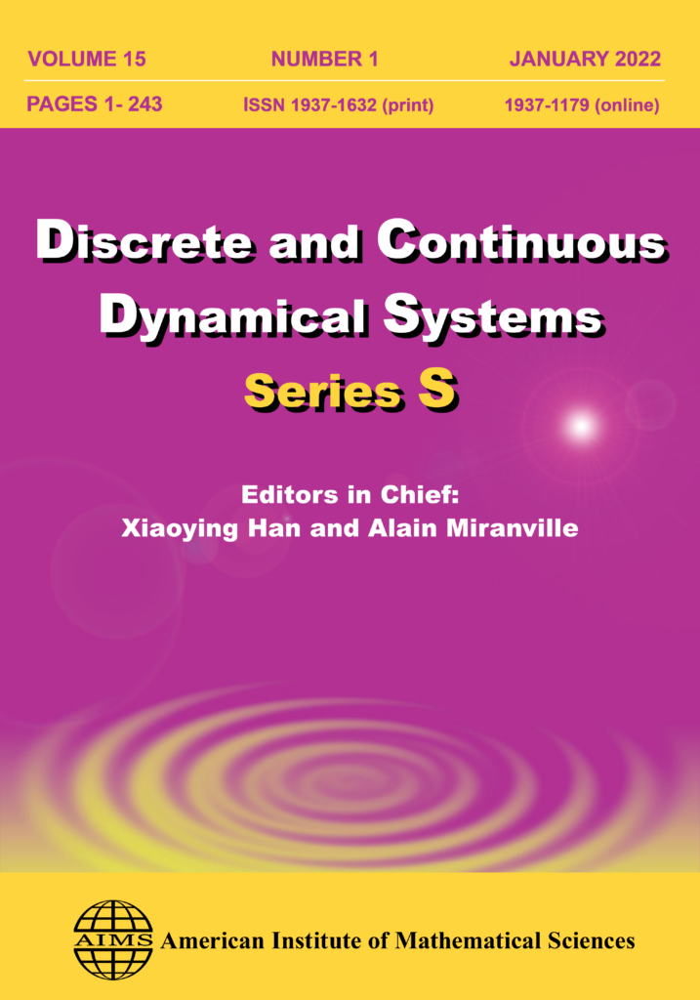 VOLUME 15 NUMBER 1 JANUARY 2022
PAGES 1- 243 ISSN 1937-1632 (print) 1937-1179 (online)
Discrete and Continuous
Dynamical Systems
Series S
Editors in Chief:
Xiaoying Han and Alain Miranville
AIMS American Institute of Mathematical Sciences